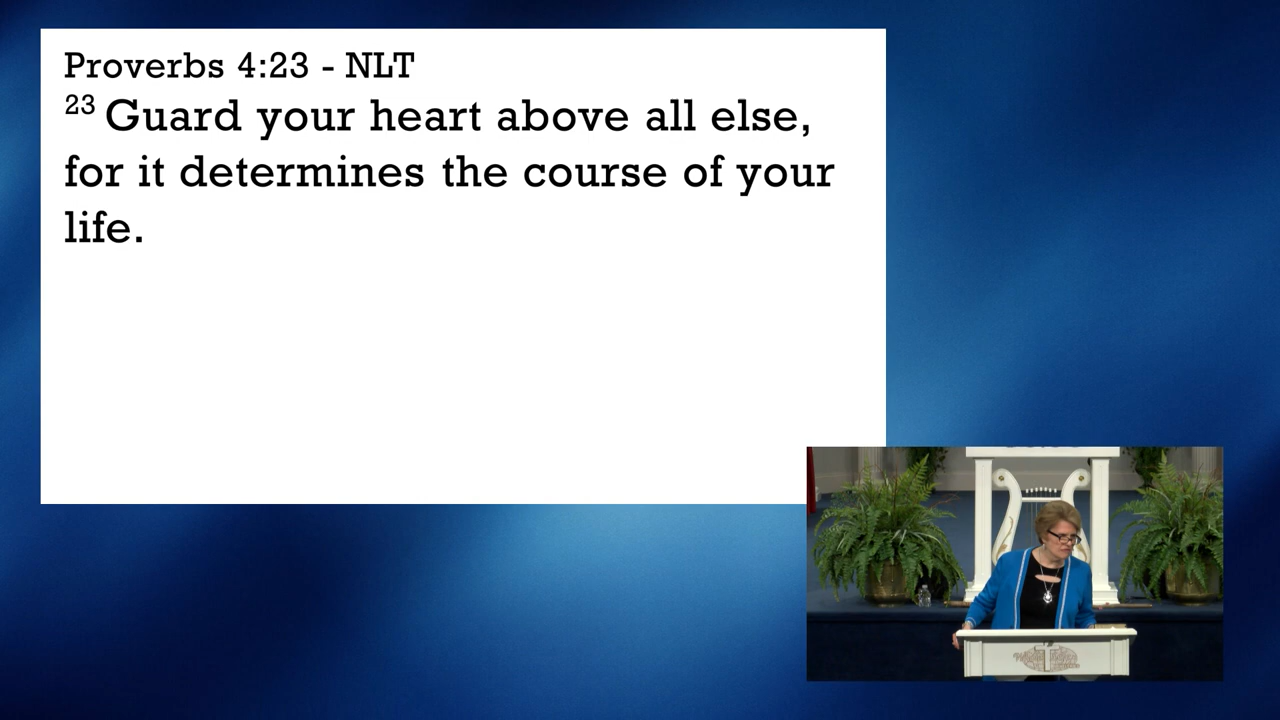 Proverbs 4:23 - NLT
23 Guard your heart above all else,
for it determines the course of your
life.